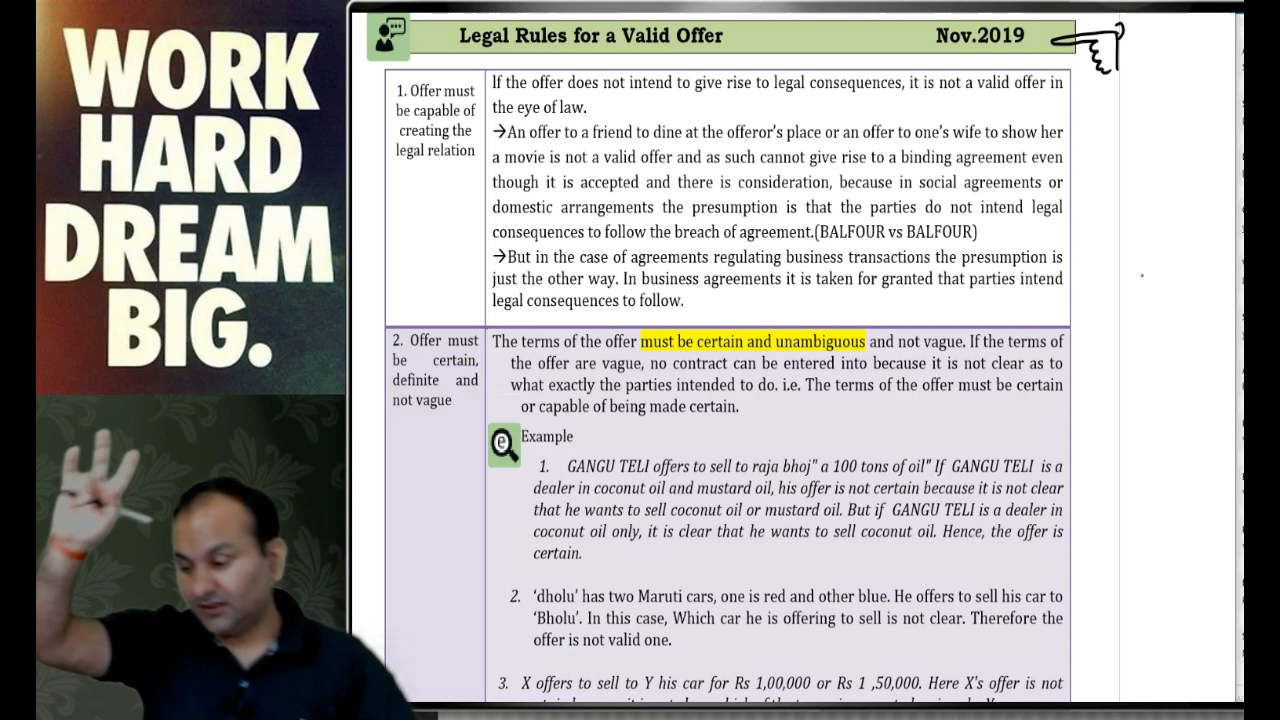 WORK
HARD
DREAM
BIG.
Legal Rules for a Valid Offer Nov.2019
1. Offer must
be capable of
creating the
legal relation
If the offer does not intend to give rise to legal consequences, it is not a valid offer in
the eye of law.
→An offer to a friend to dine at the offeror's place or an offer to one's wife to show her
a movie is not a valid offer and as such cannot give rise to a binding agreement even
though it is accepted and there is consideration, because in social agreements or
domestic arrangements the presumption is that the parties do not intend legal
consequences to follow the breach of agreement.(BALFOUR vs BALFOUR)
→But in the case of agreements regulating business transactions the presumption is
just the other way. In business agreements it is taken for granted that parties intend
legal consequences to follow.
2. Offer must
be certain,
definite and
not vague
The terms of the offer must be certain and unambiguous and not vague. If the terms of
the offer are vague, no contract can be entered into because it is not clear as to
what exactly the parties intended to do. i.e. The terms of the offer must be certain
or capable of being made certain.
e
Example
1. GANGU TELI offers to sell to raja bhoj" a 100 tons of oil" If GANGU TELI is a
dealer in coconut oil and mustard oil, his offer is not certain because it is not clear
that he wants to sell coconut oil or mustard oil. But if GANGU TELI is a dealer in
coconut oil only, it is clear that he wants to sell coconut oil. Hence, the offer is
certain.
2. 'dholu' has two Maruti cars, one is red and other blue. He offers to sell his car to
'Bholu'. In this case, Which car he is offering to sell is not clear. Therefore the
offer is not valid one.
3. X offers to sell to Y his car for Rs 1,00,000 or Rs 1 ,50,000. Here X's offer is not